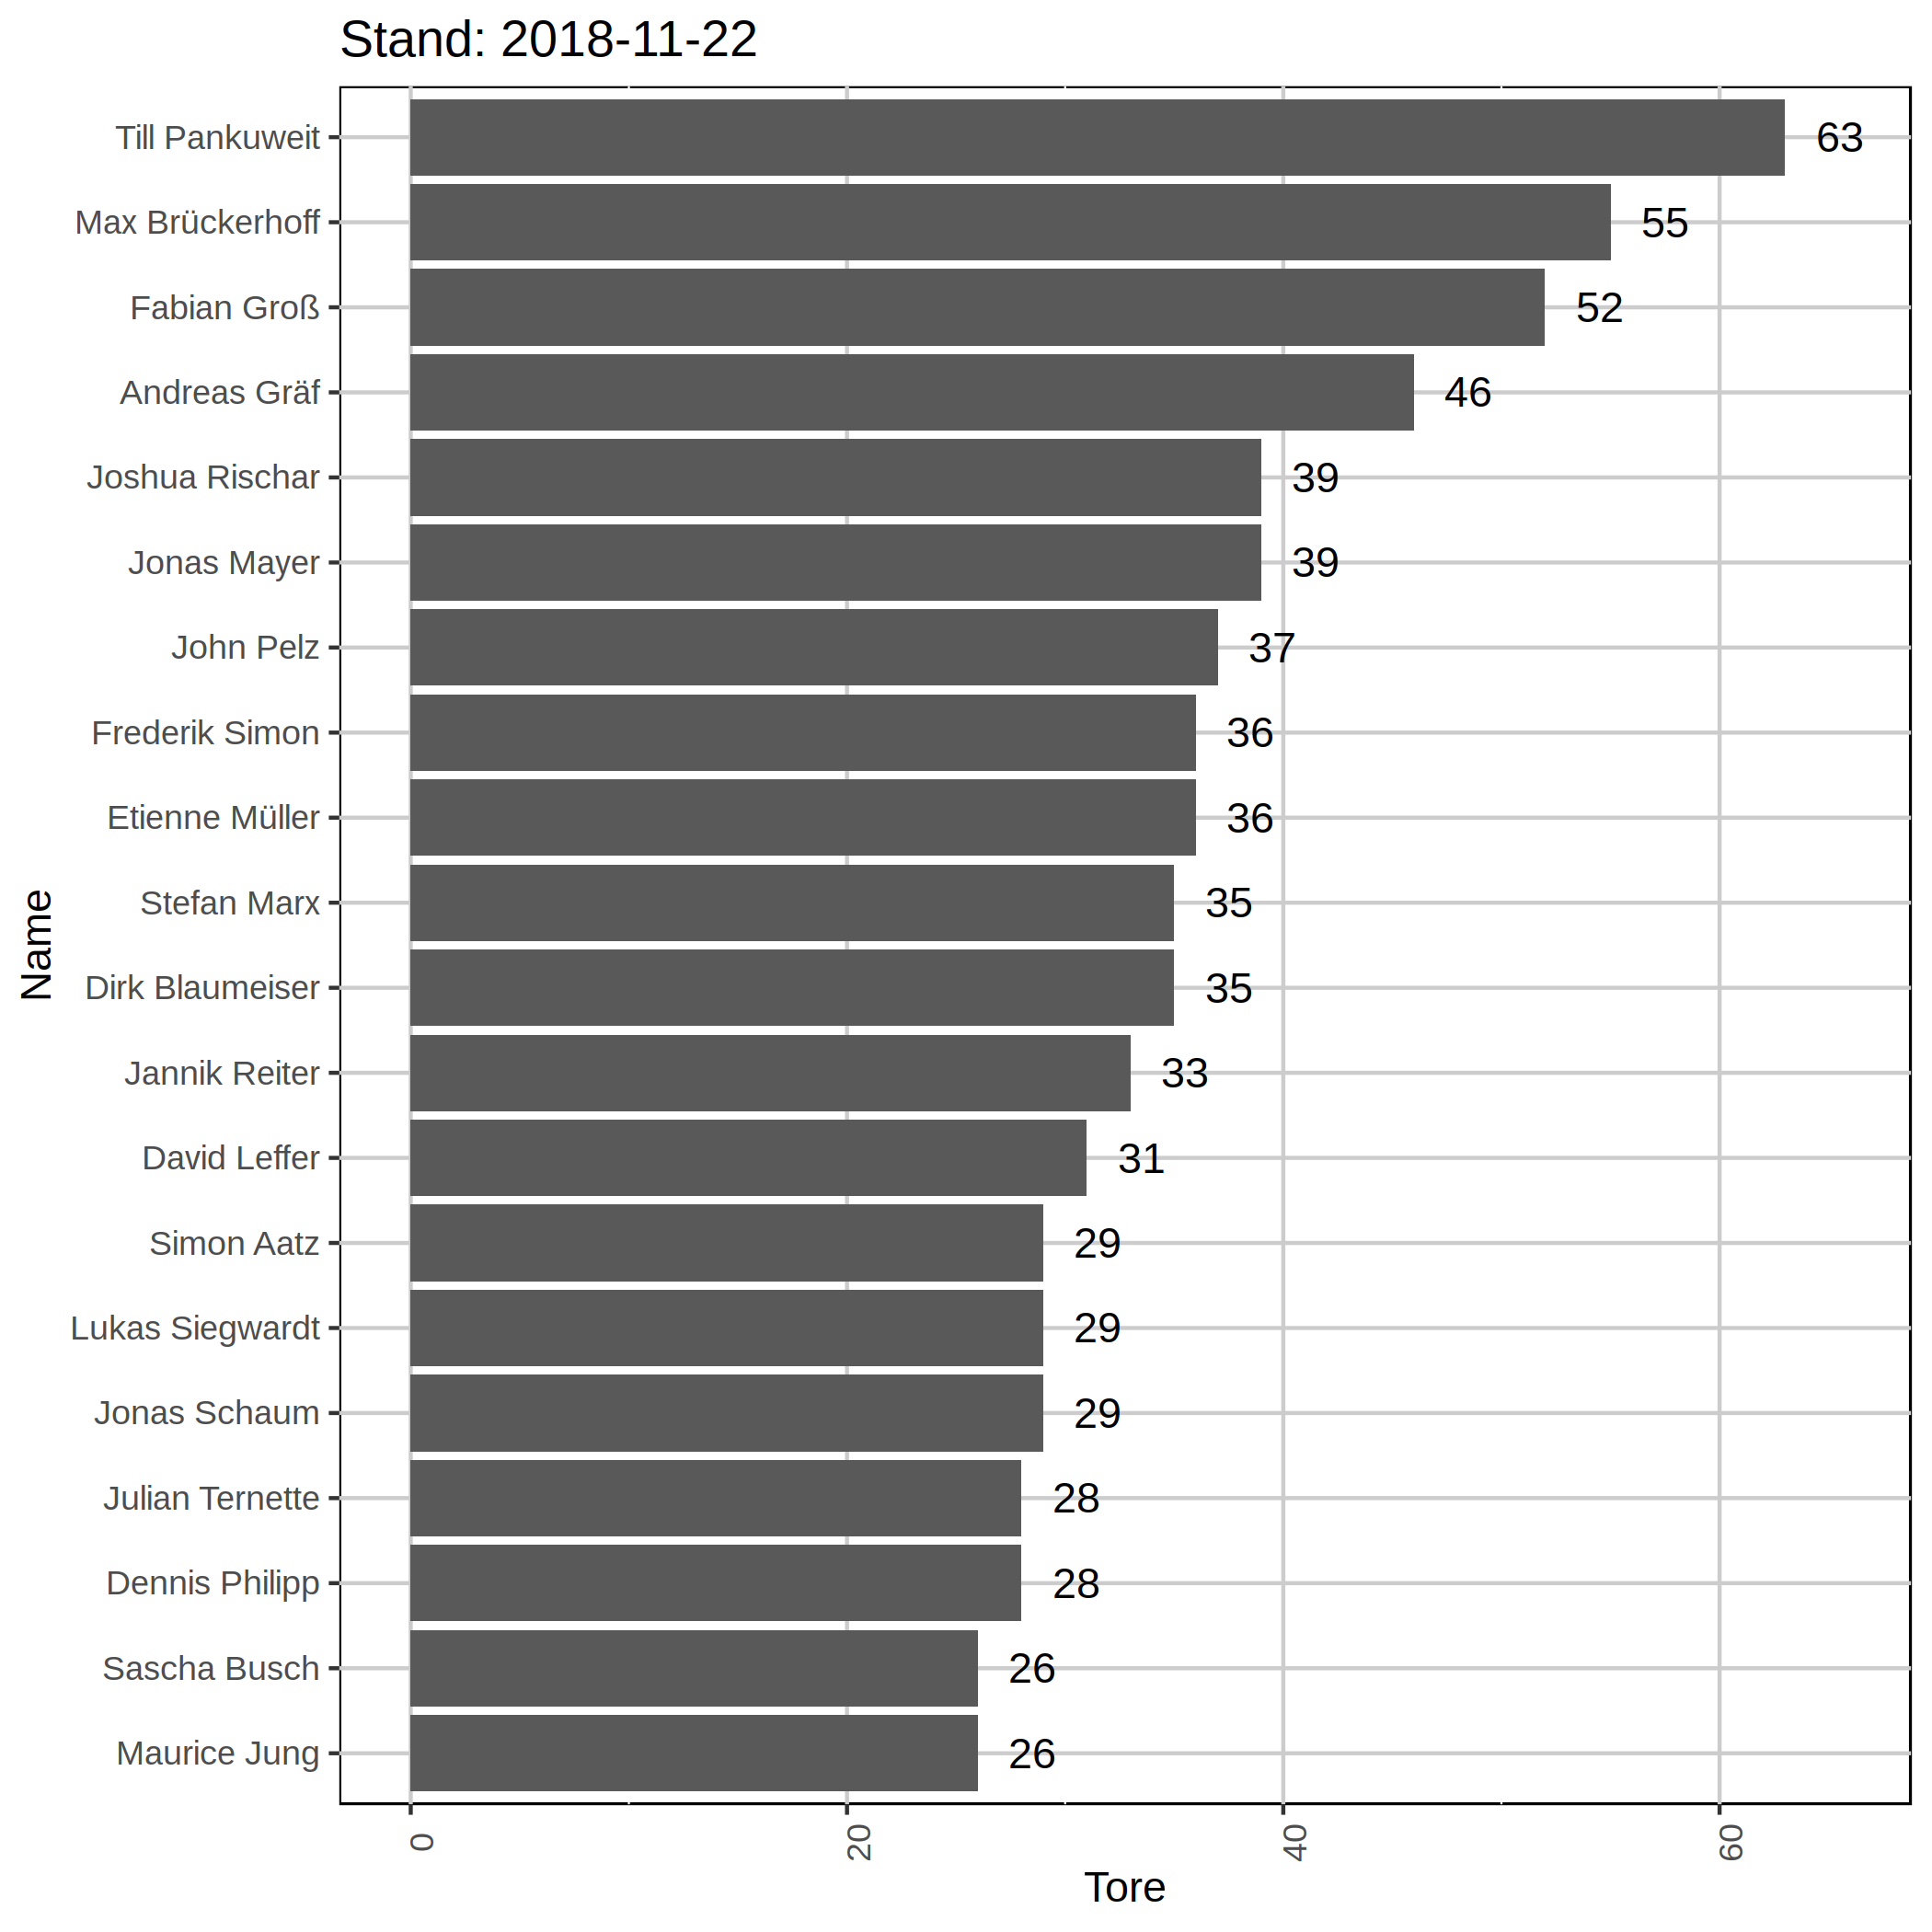 Stand: 2018-11-22
Till Pankuweit 63
Max Brückerhoff 55
Fabian Groß 52
Andreas Gräf 46
Joshua Rischar 39
Jonas Mayer 39
John Pelz 37
Frederik Simon 36
Etienne Müller 36
Stefan Marx 35
Dirk Blaumeiser 35
Jannik Reiter 33
David Leffer 31
Simon Aatz 29
Lukas Siegwardt 29
Jonas Schaum 29
Julian Ternette 28
Dennis Philipp 28
Sascha Busch 26
Maurice Jung 26
Name
0 20 40 60
Tore